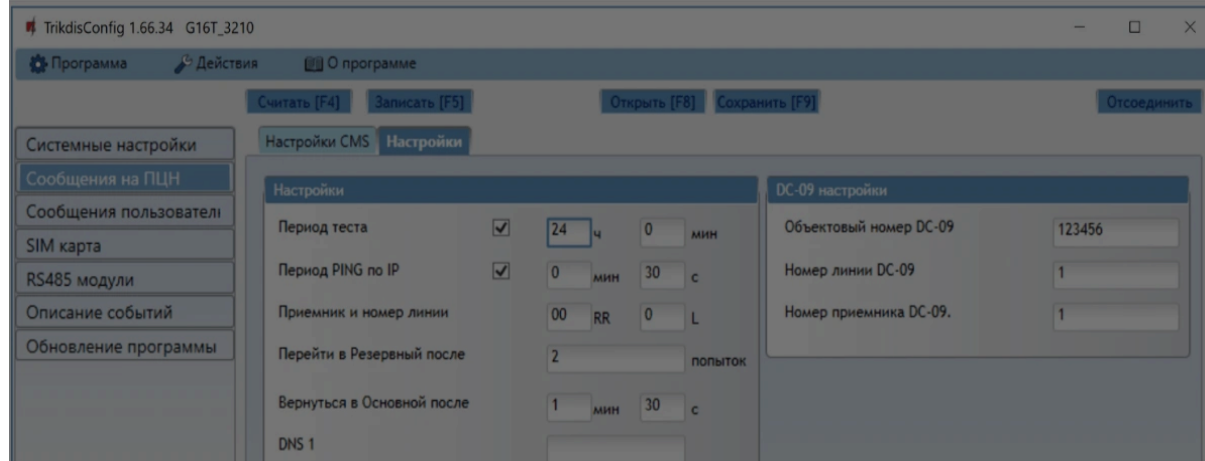 TrikdisConfig 1.66.34 G16T_3210
Программа Действия О программе
Считать [F4] Записать [F5] Открыть [F8] Сохранить [F9] Отсоединить
Системные настройки
Сообщения на ПЦН
Сообщения пользовател
SIM карта
RS485 модули
Описание событий
Обновление программы
Настройки CMS Настройки
Настройки
Период теста 24 ч 0 мин
Период PING по IP 0 мин 30 с
Приемник и номер линии 00 RR 0 L
Перейти в Резервный после 2 попыток
Вернуться в Основной после 1 мин 30 с
DNS 1
DC-09 настройки
Объектовый номер DC-09 123456
Номер линии DC-09 1
Номер приемника DC-09. 1